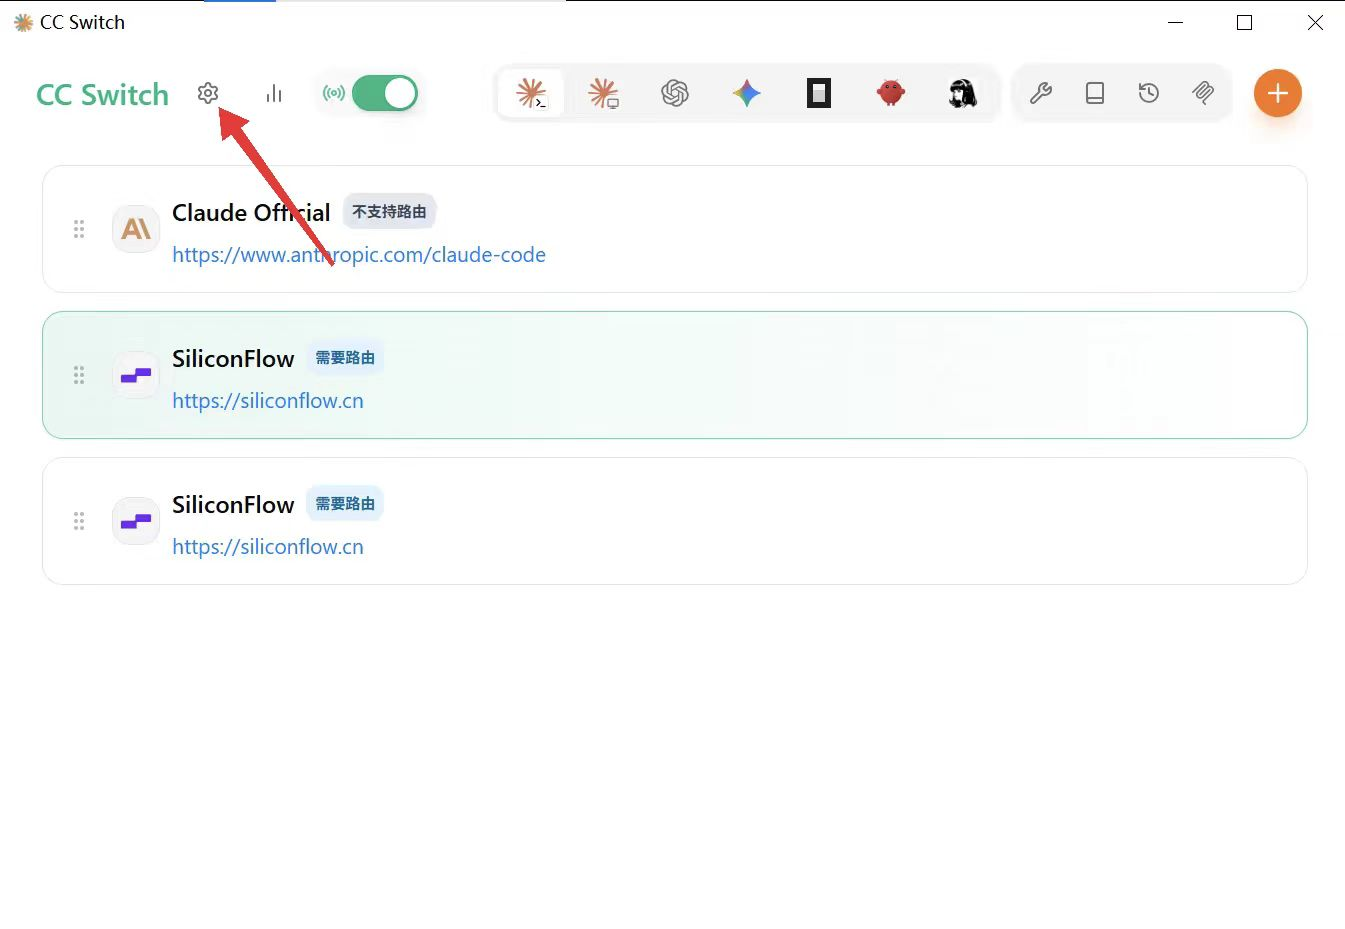 CC Switch
CC Switch
Claude Official 不支持路由
https://www.anthropic.com/claude-code
SiliconFlow 需要路由
https://siliconflow.cn
SiliconFlow 需要路由
https://siliconflow.cn